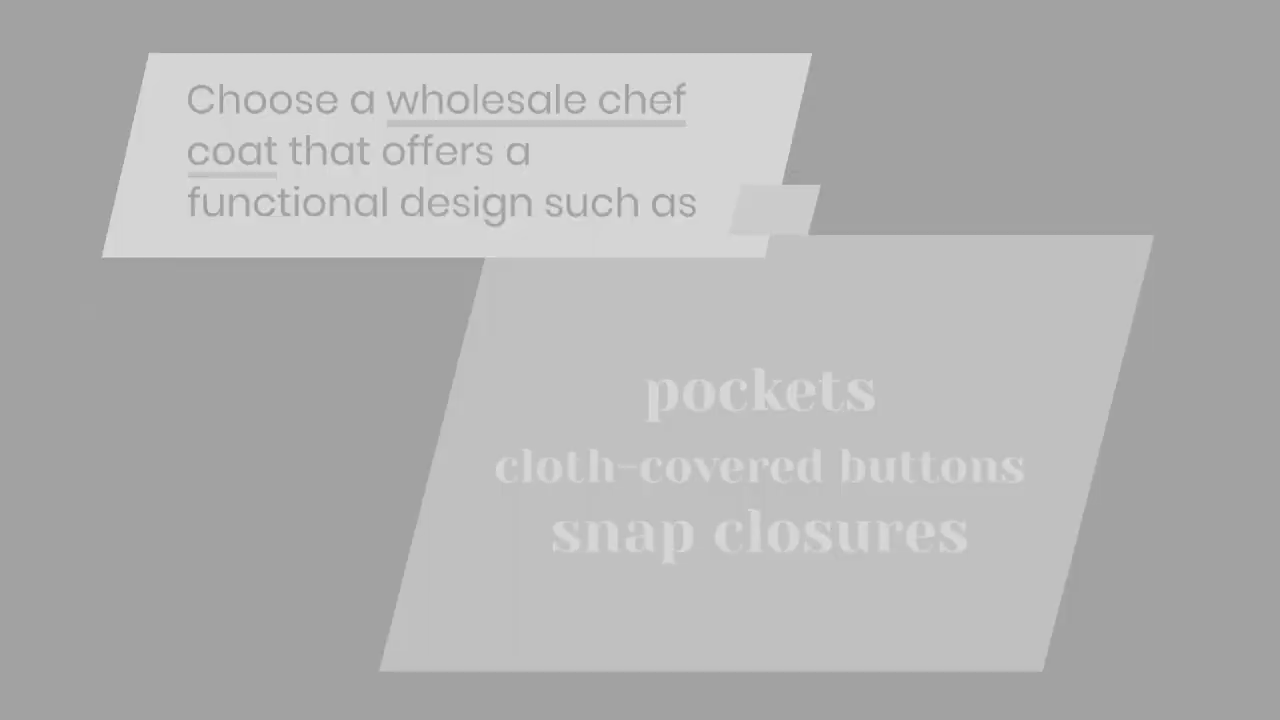 Choose a wholesale chef
coat that offers a
functional design such as
pockets
cloth-covered buttons
snap closures